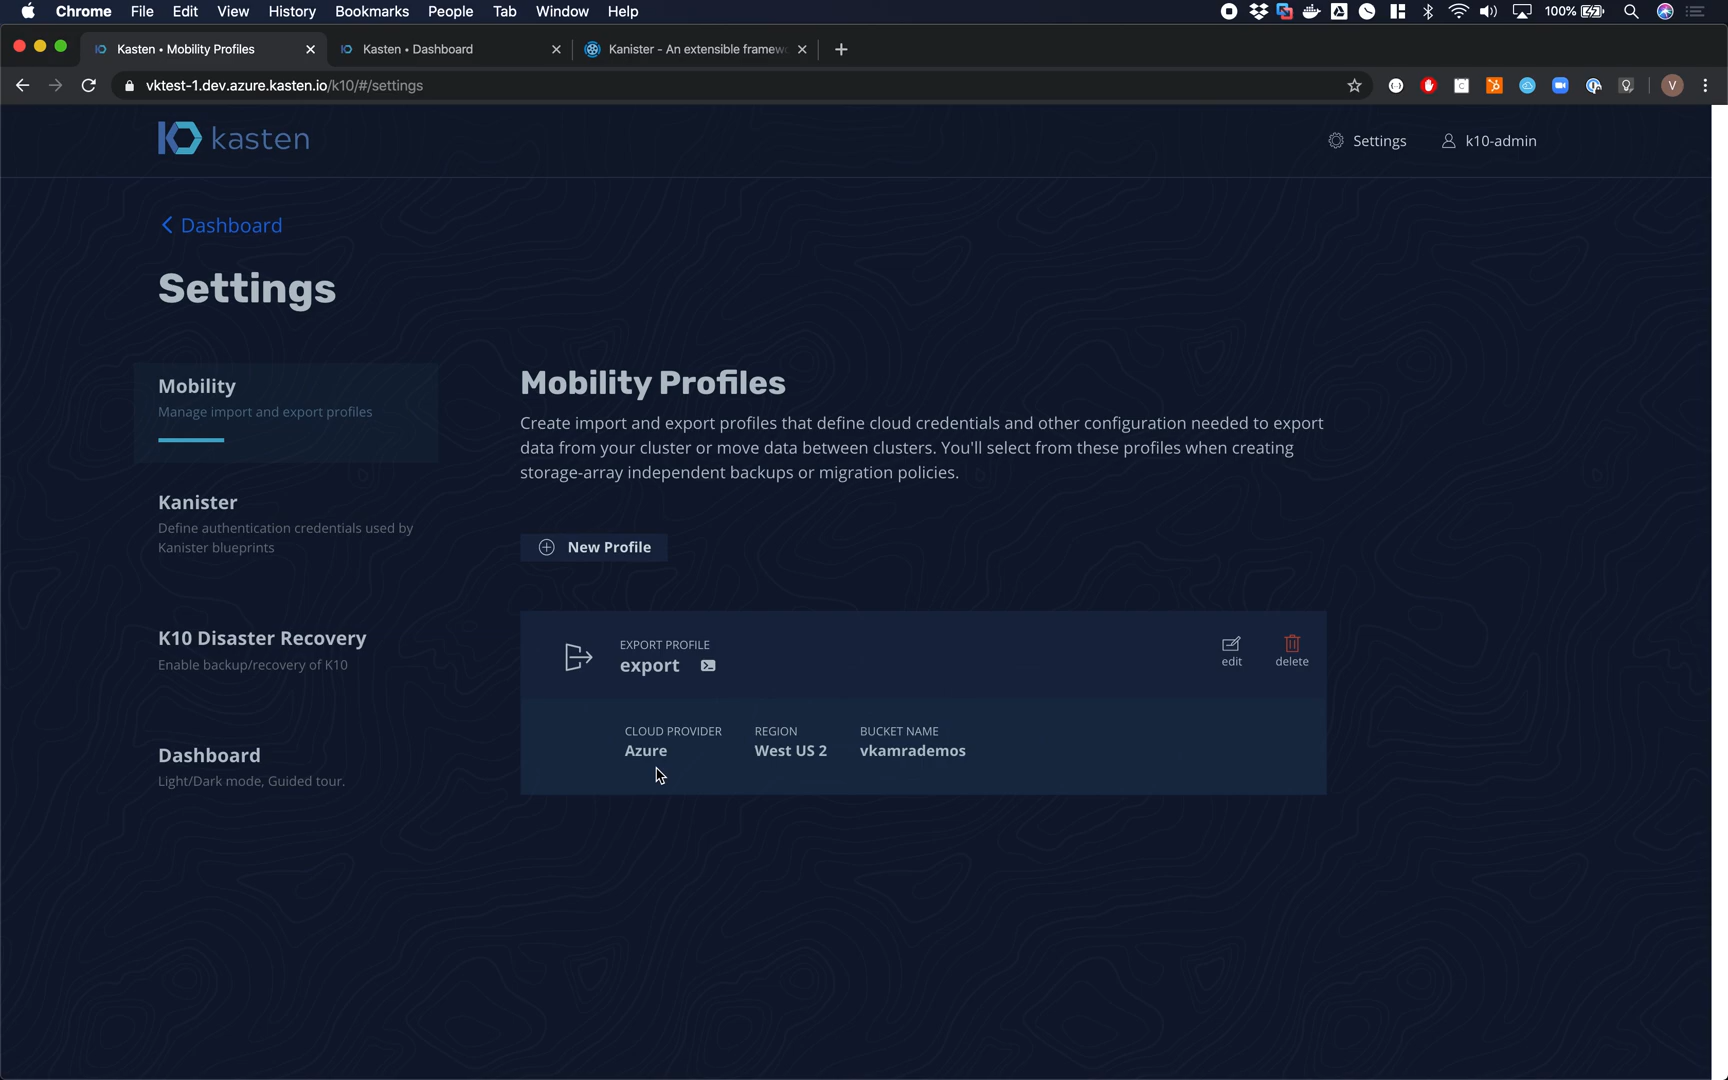 Chrome File Edit View History Bookmarks People Tab Window Help 100%
Kasten • Mobility Profiles
Kasten • Dashboard
Kanister - An extensible framew
vktest-1.dev.azure.kasten.io/k10/#/settings
V
kasten
Settings
k10-admin
Dashboard
Settings
Mobility
Manage import and export profiles
Kanister
Define authentication credentials used by
Kanister blueprints
K10 Disaster Recovery
Enable backup/recovery of K10
Dashboard
Light/Dark mode, Guided tour.
Mobility Profiles
Create import and export profiles that define cloud credentials and other configuration needed to export
data from your cluster or move data between clusters. You'll select from these profiles when creating
storage-array independent backups or migration policies.
New Profile
EXPORT PROFILE
export
edit
delete
CLOUD PROVIDER
Azure
REGION
West US 2
BUCKET NAME
vkamrademos